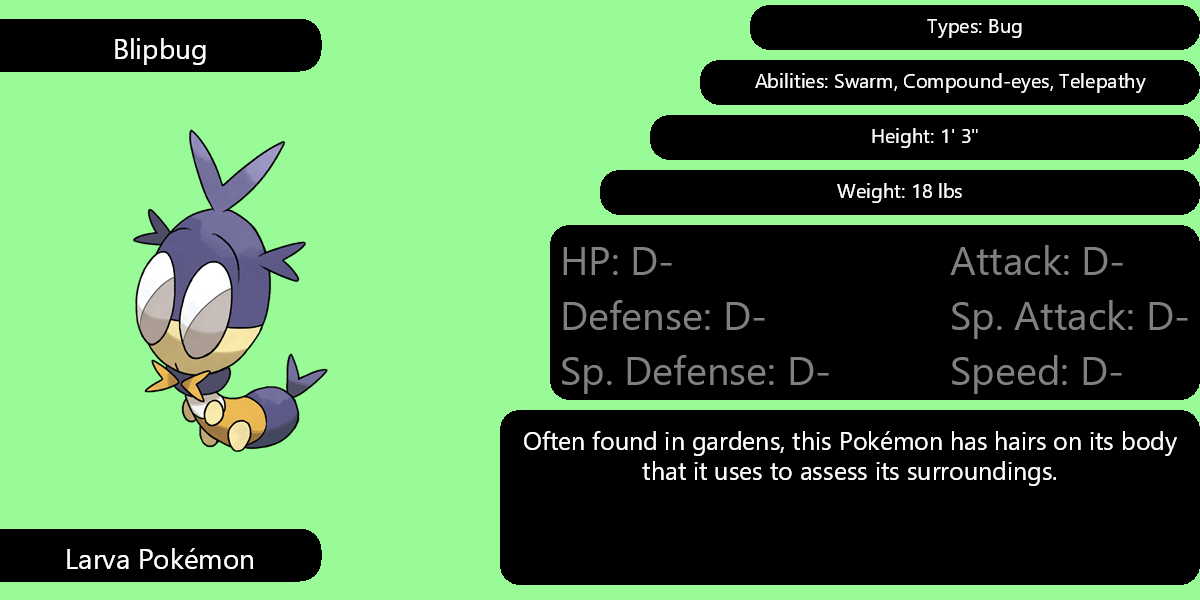 Blipbug
Types: Bug
Abilities: Swarm, Compound-eyes, Telepathy
Height: 1' 3"
Weight: 18 lbs
HP: D-
Attack: D-
Defense: D-
Sp. Attack: D-
Sp. Defense: D-
Speed: D-
Often found in gardens, this Pokémon has hairs on its body
that it uses to assess its surroundings.
Larva Pokémon